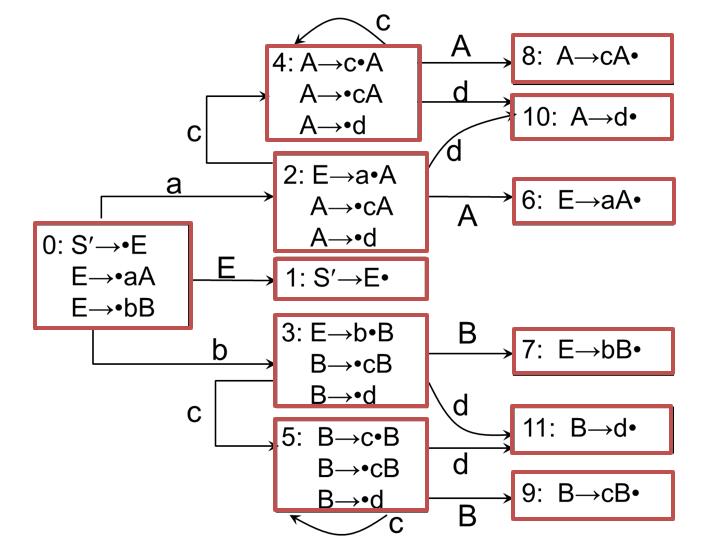 c
4: A→c•A
A→•cA
A→•d
A
8: A→cA•
d
10: A→d•
c
d
2: E→a•A
A→•cA
A→•d
a
A
6: E→aA•
0: S′→•E
E→•aA
E→•bB
E
1: S′→E•
b
3: E→b•B
B→•cB
B→•d
B
7: E→bB•
c
d
11: B→d•
5: B→c•B
B→•cB
B→•d
d
B
9: B→cB•
c